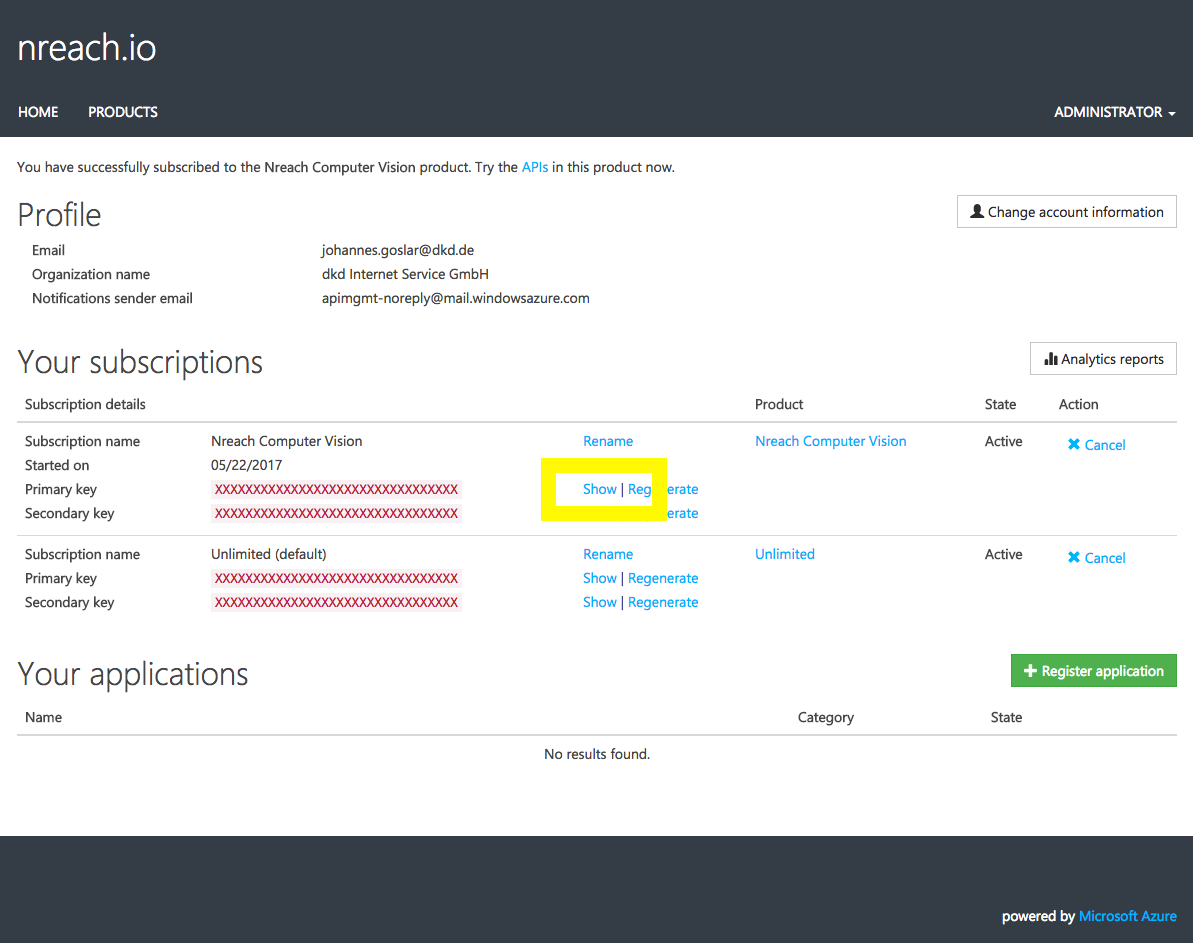 nreach.io
HOME PRODUCTS ADMINISTRATOR
You have successfully subscribed to the Nreach Computer Vision product. Try the APIs in this product now.
Profile Change account information
Email johannes.goslar@dkd.de
Organization name dkd Internet Service GmbH
Notifications sender email apimgmt-noreply@mail.windowsazure.com
Your subscriptions Analytics reports
Subscription details Product State Action
Subscription name Nreach Computer Vision Rename Nreach Computer Vision Active Cancel
Started on 05/22/2017
Primary key XXXXXXXXXXXXXXXXXXXXXXXXXXXXXXXX Show | Reg erate
Secondary key XXXXXXXXXXXXXXXXXXXXXXXXXXXXXXXX erate
Subscription name Unlimited (default) Rename Unlimited Active Cancel
Primary key XXXXXXXXXXXXXXXXXXXXXXXXXXXXXXXX Show | Regenerate
Secondary key XXXXXXXXXXXXXXXXXXXXXXXXXXXXXXXX Show | Regenerate
Your applications Register application
Name Category State
No results found.
powered by Microsoft Azure